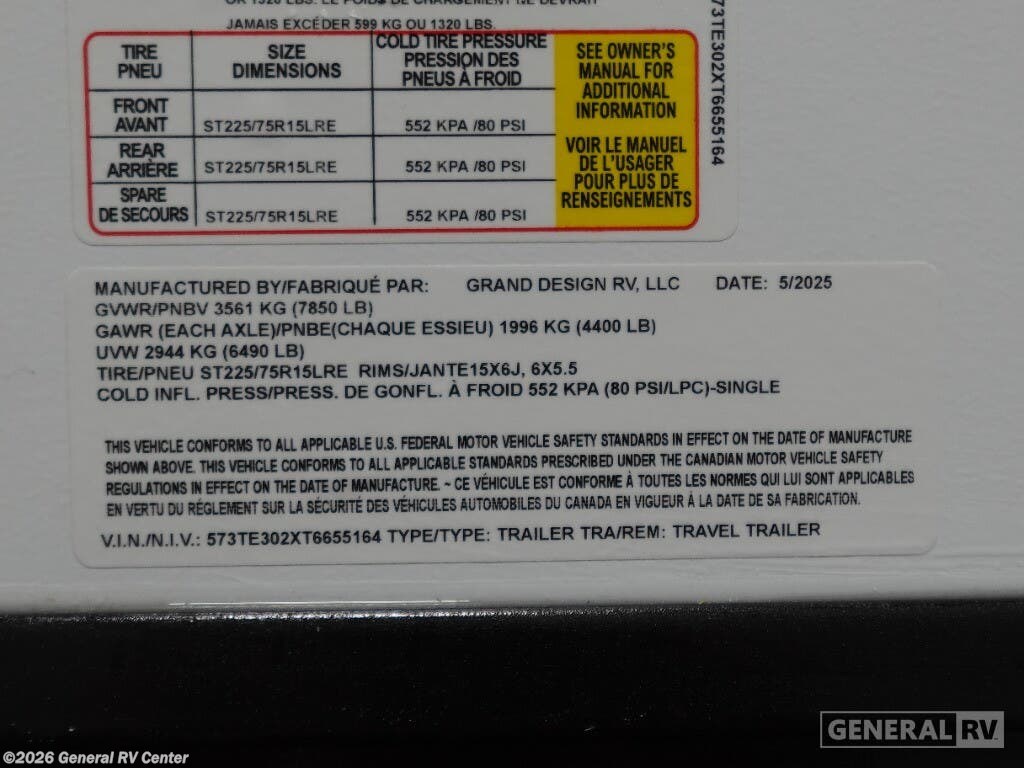 OR 1320 LBS. LE POIDS DE CHARGEMENT NE DEVRAIT
JAMAIS EXCÉDER 599 KG OU 1320 LBS.
TIRE
PNEU
SIZE
DIMENSIONS
COLD TIRE PRESSURE
PRESSION DES
PNEUS À FROID
SEE OWNER'S
MANUAL FOR
ADDITIONAL
INFORMATION
VOIR LE MANUEL
DE L'USAGER
POUR PLUS DE
RENSEIGNEMENTS
FRONT
AVANT
ST225/75R15LRE
552 KPA /80 PSI
REAR
ARRIÈRE
ST225/75R15LRE
552 KPA /80 PSI
SPARE
DE SECOURS
ST225/75R15LRE
552 KPA /80 PSI
573TE302XT6655164
MANUFACTURED BY/FABRIQUÉ PAR: GRAND DESIGN RV, LLC DATE: 5/2025
GVWR/PNBV 3561 KG (7850 LB)
GAWR (EACH AXLE)/PNBE(CHAQUE ESSIEU) 1996 KG (4400 LB)
UVW 2944 KG (6490 LB)
TIRE/PNEU ST225/75R15LRE RIMS/JANTE15X6J, 6X5.5
COLD INFL. PRESS/PRESS. DE GONFL. À FROID 552 KPA (80 PSI/LPC)-SINGLE
THIS VEHICLE CONFORMS TO ALL APPLICABLE U.S. FEDERAL MOTOR VEHICLE SAFETY STANDARDS IN EFFECT ON THE DATE OF MANUFACTURE
SHOWN ABOVE. THIS VEHICLE CONFORMS TO ALL APPLICABLE STANDARDS PRESCRIBED UNDER THE CANADIAN MOTOR VEHICLE SAFETY
REGULATIONS IN EFFECT ON THE DATE OF MANUFACTURE. ~ CE VÉHICULE EST CONFORME À TOUTES LES NORMES QUI LUI SONT APPLICABLES
EN VERTU DU RÉGLEMENT SUR LA SÉCURITÉ DES VÉHICULES AUTOMOBILES DU CANADA EN VIGUEUR À LA DATE DE SA FABRICATION.
V.I.N./N.I.V.: 573TE302XT6655164 TYPE/TYPE: TRAILER TRA/REM: TRAVEL TRAILER
GENERAL RV
©2026 General RV Center